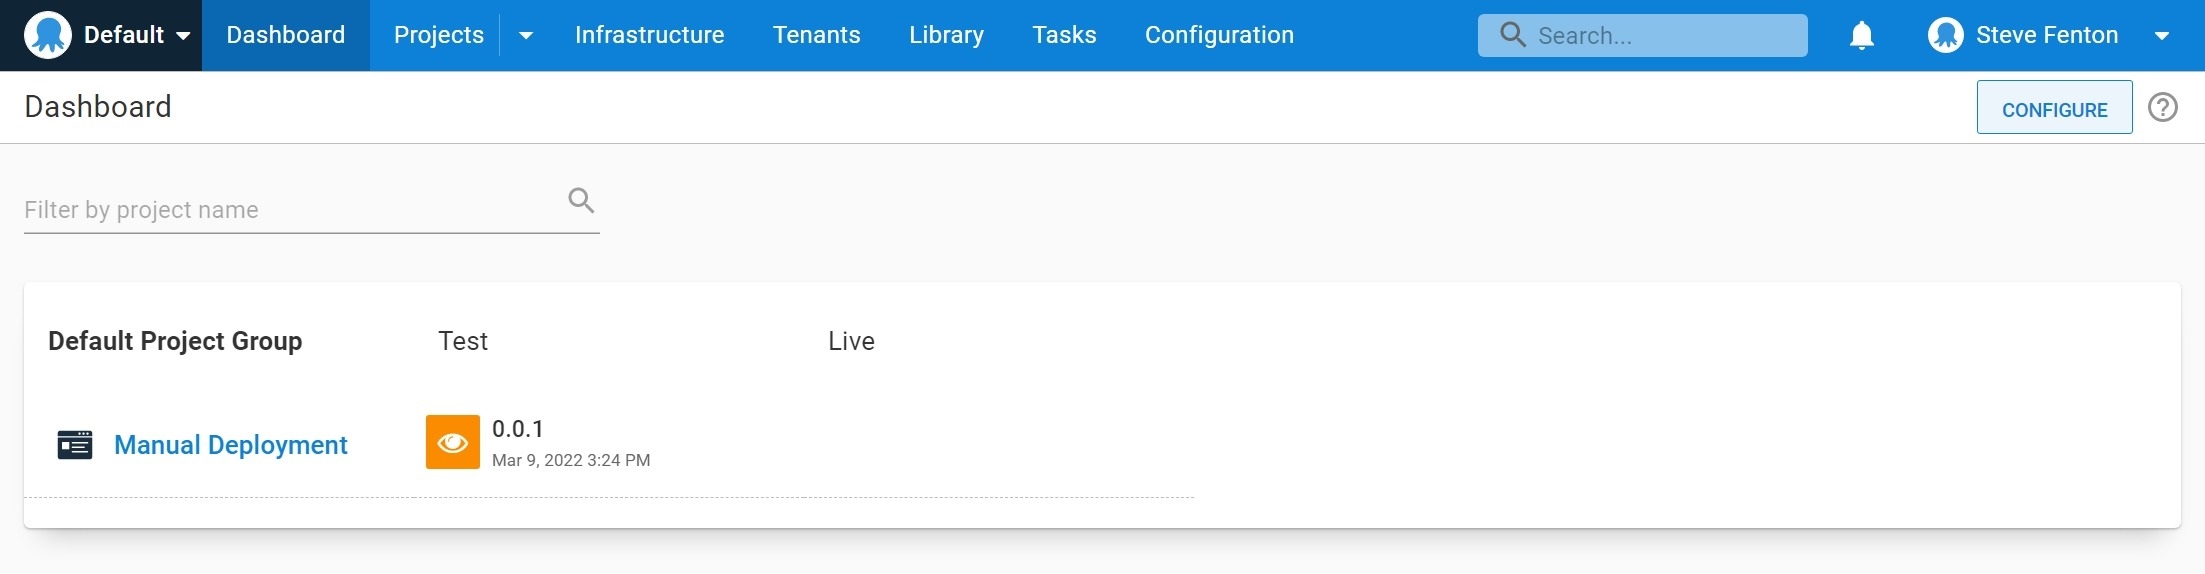 Default Dashboard Projects Infrastructure Tenants Library Tasks Configuration Search... Steve Fenton
Dashboard CONFIGURE
Filter by project name
Default Project Group Test Live
Manual Deployment 0.0.1
Mar 9, 2022 3:24 PM